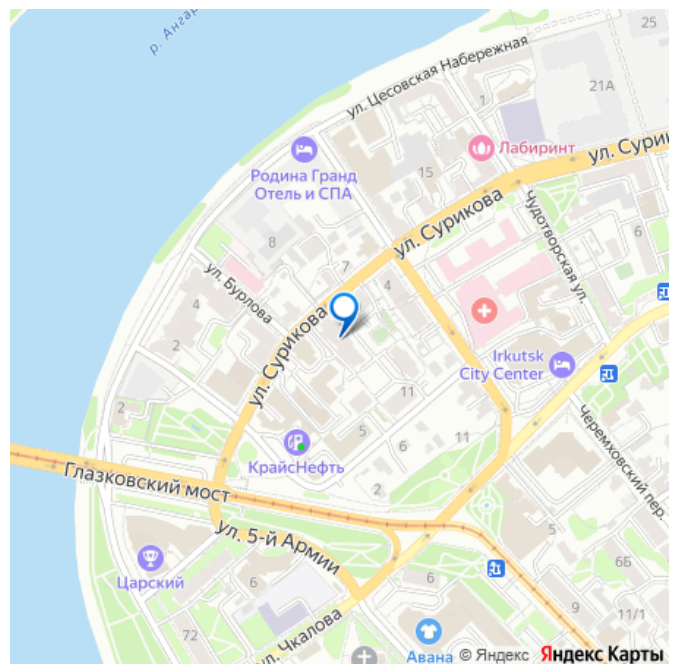 25
р. Ангар
ул. Цесовская Набережная
21А
1
Лабиринт
ул. Сурик
Родина Гранд
Отель и СПА
15
ул. Сурикова
Чудотворская ул.
6
8
7
ул. Бурлова
4
4
ул. Сурикова
2
Irkutsk
City Center
11
2
5
6
11
КрайсНефть
Черемховский пер.
Глазковский мост
2
ул. 5-й Армии
5
Царский
6
6
6Б
9
11/1
72
ул. Чкалова
Авана
© Яндекс Яндекс Карты